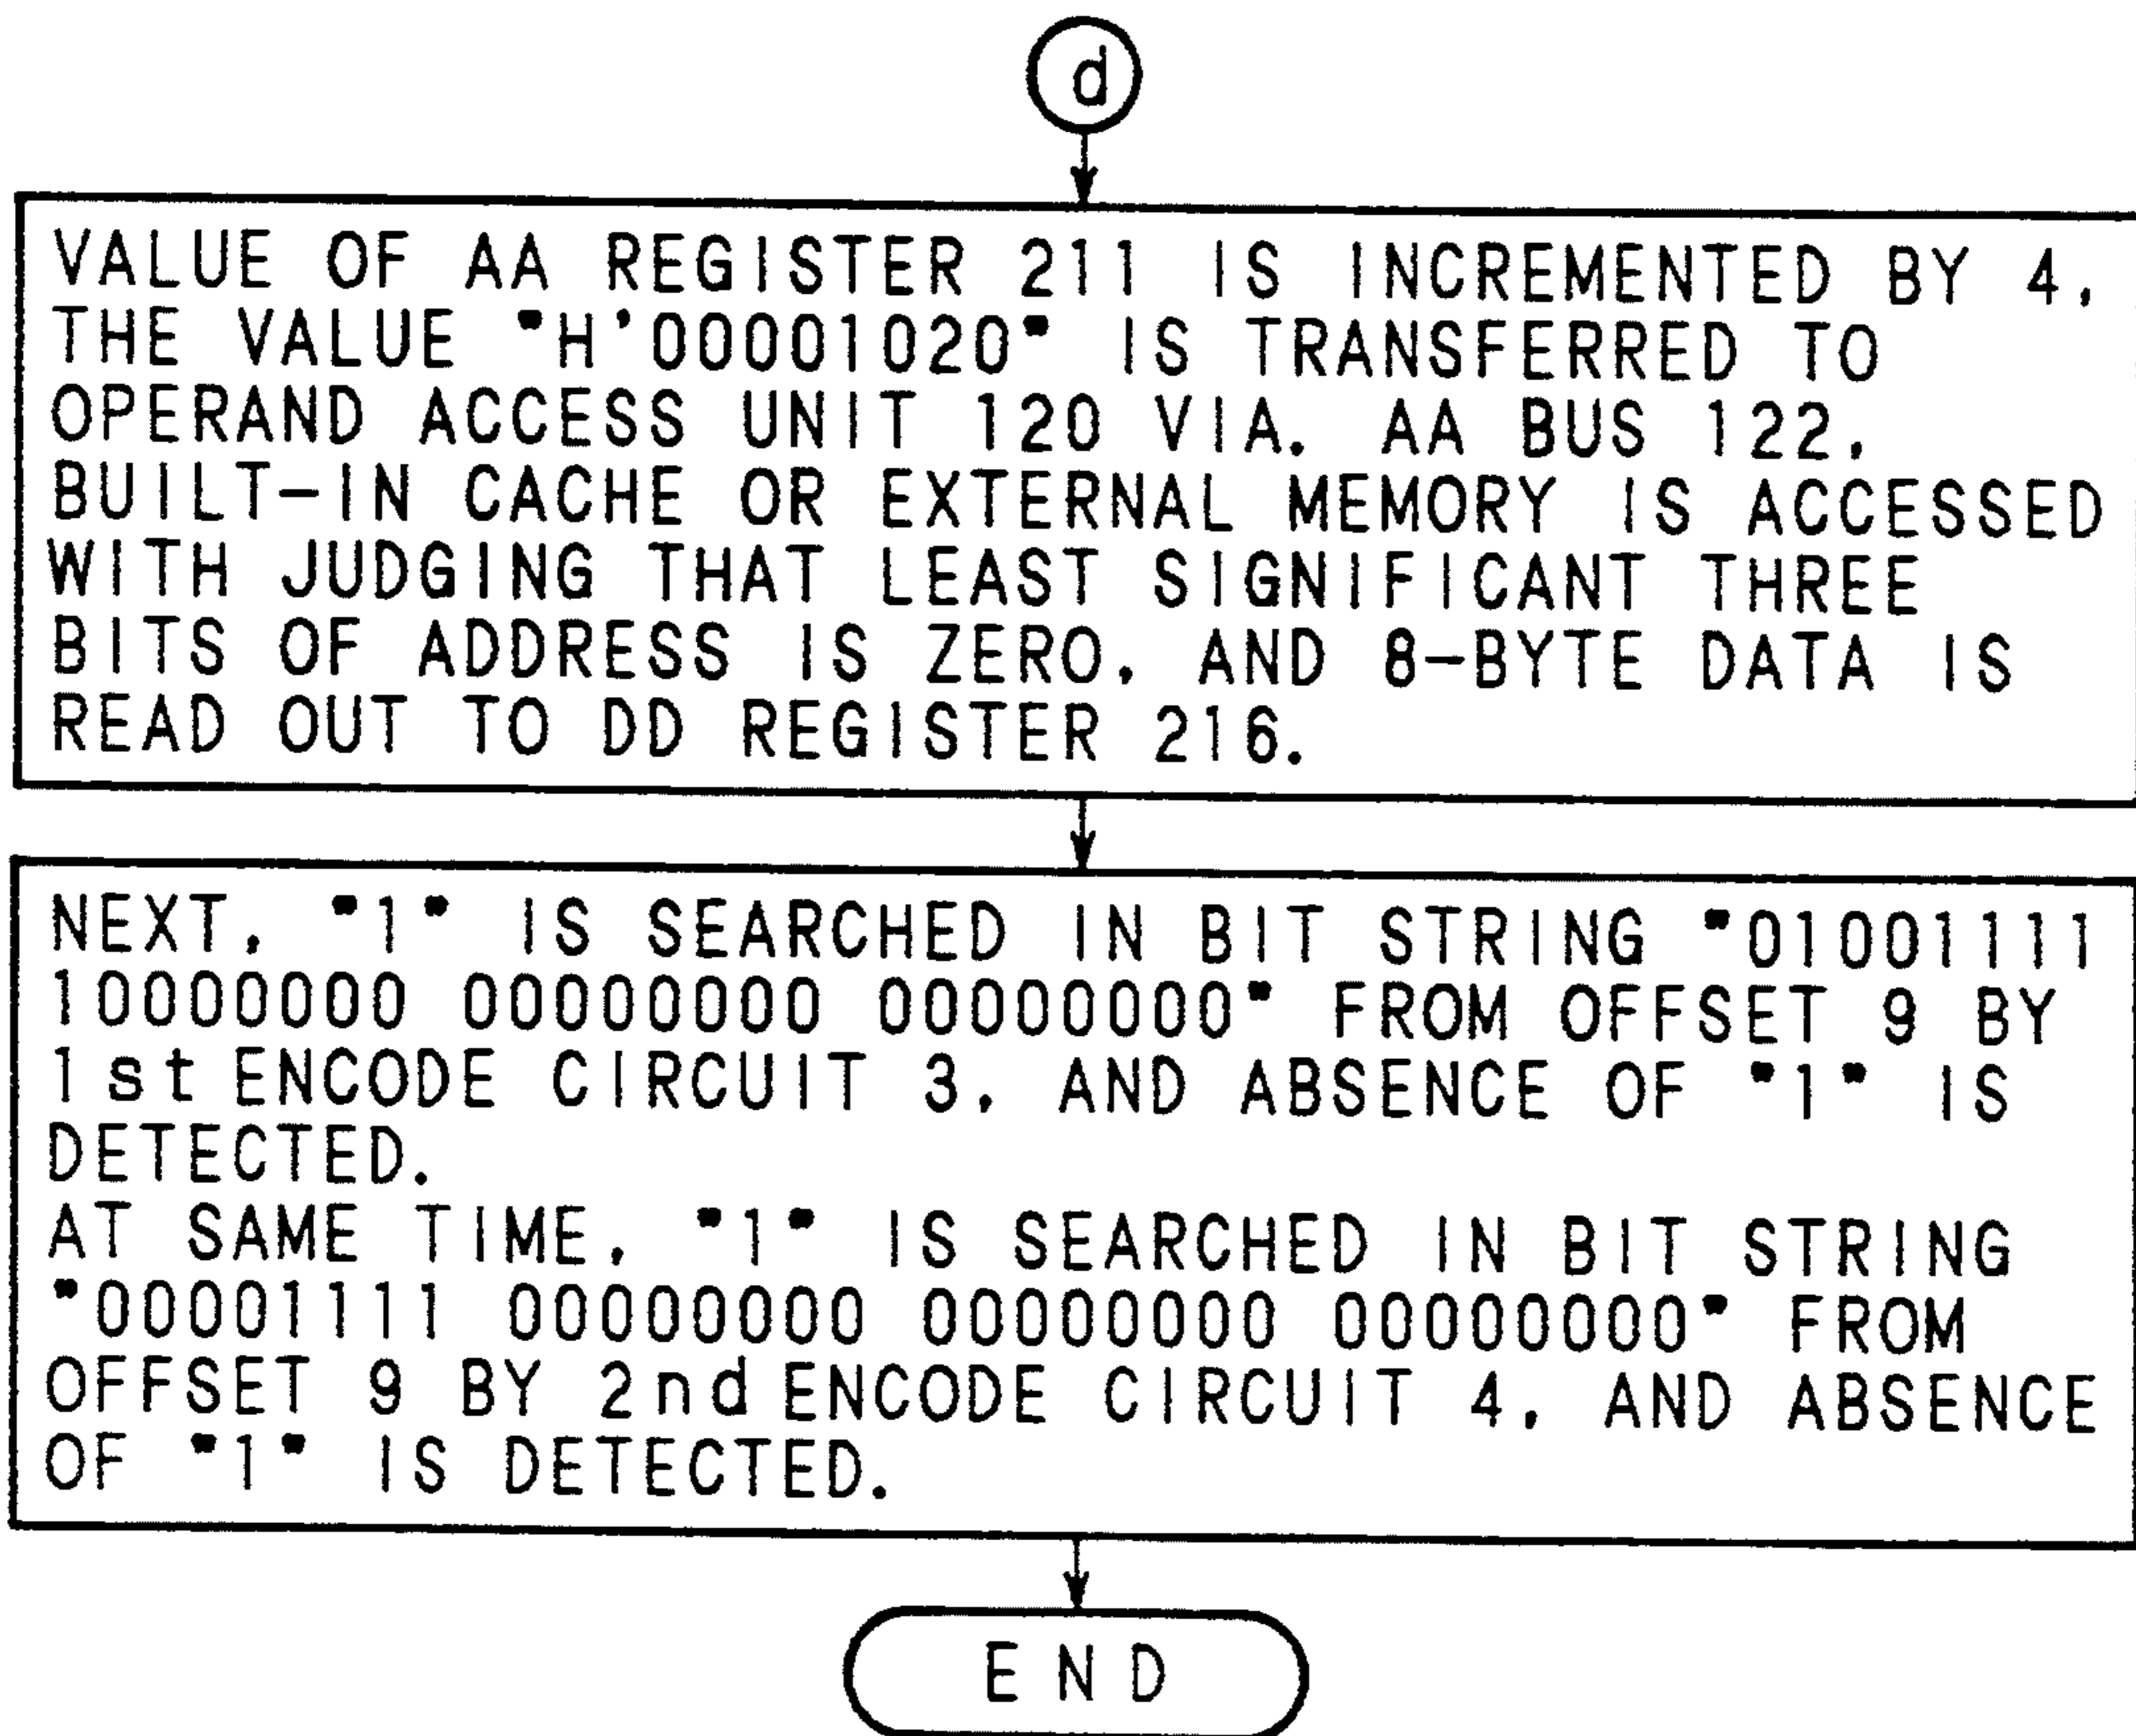 d
VALUE OF AA REGISTER 211 IS INCREMENTED BY 4.
THE VALUE "H'00001020" IS TRANSFERRED TO
OPERAND ACCESS UNIT 120 VIA. AA BUS 122.
BUILT-IN CACHE OR EXTERNAL MEMORY IS ACCESSED
WITH JUDGING THAT LEAST SIGNIFICANT THREE
BITS OF ADDRESS IS ZERO, AND 8-BYTE DATA IS
READ OUT TO DD REGISTER 216.
NEXT, "1" IS SEARCHED IN BIT STRING "01001111
10000000 00000000 00000000" FROM OFFSET 9 BY
1st ENCODE CIRCUIT 3, AND ABSENCE OF "1" IS
DETECTED.
AT SAME TIME, "1" IS SEARCHED IN BIT STRING
"00001111 00000000 00000000 00000000" FROM
OFFSET 9 BY 2nd ENCODE CIRCUIT 4, AND ABSENCE
OF "1" IS DETECTED.
END